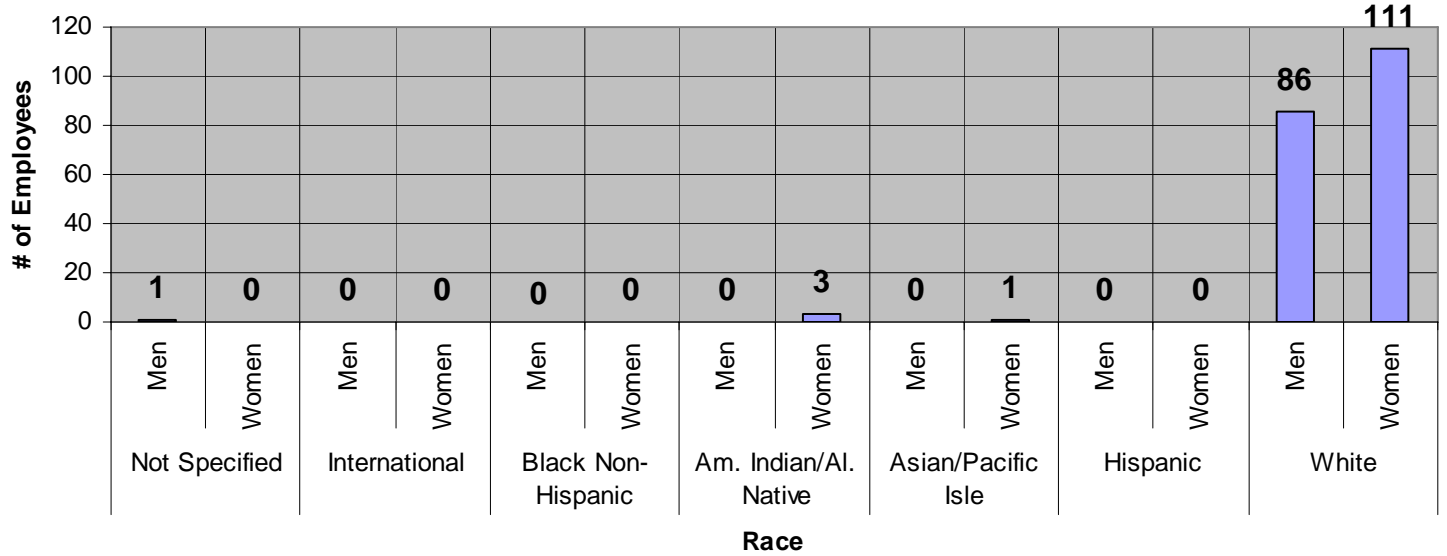 # of Employees
120
100
80
60
40
20
0
1
0
0
0
0
0
0
3
0
1
0
0
86
111
Men
Women
Men
Women
Men
Women
Men
Women
Men
Women
Men
Women
Men
Women
Not Specified
International
Black Non-
Hispanic
Am. Indian/Al.
Native
Asian/Pacific
Isle
Hispanic
White
Race